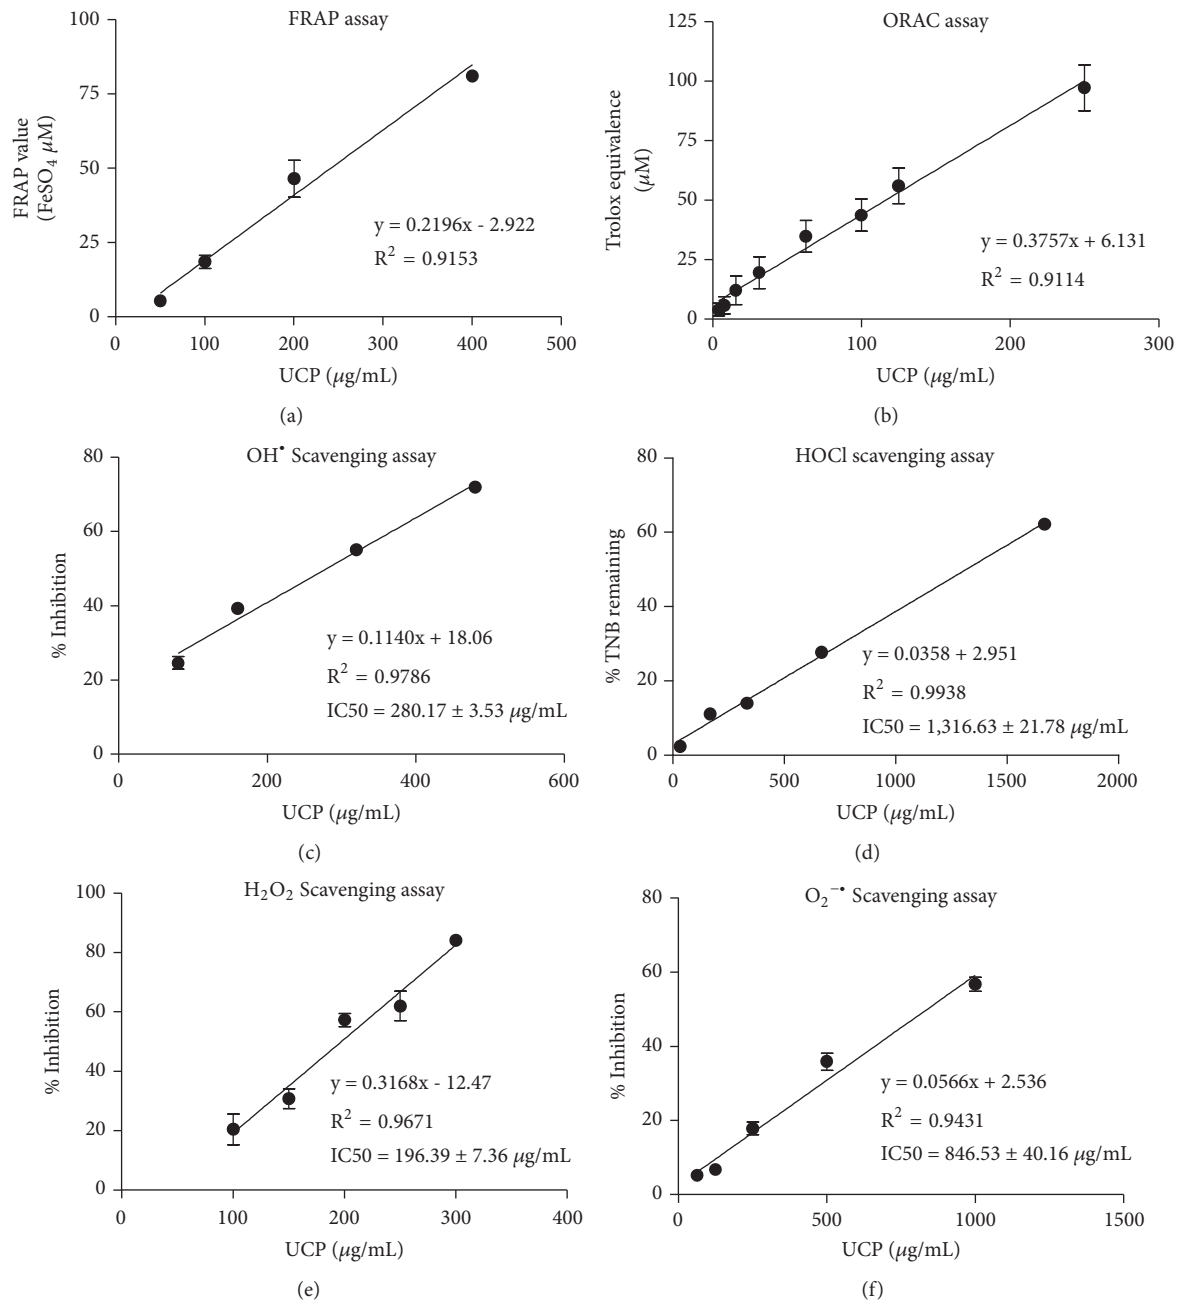 FRAP assay
100
75
50
25
0
FRAP value
(FeSO₄ μM)
y = 0.2196x - 2.922
R² = 0.9153
0 100 200 300 400 500
UCP (μg/mL)
(a)
ORAC assay
125
100
75
50
25
0
Trolox equivalence
(μM)
y = 0.3757x + 6.131
R² = 0.9114
0 100 200 300
UCP (μg/mL)
(b)
OH• Scavenging assay
80
60
40
20
0
% Inhibition
y = 0.1140x + 18.06
R² = 0.9786
IC50 = 280.17 ± 3.53 μg/mL
0 200 400 600
UCP (μg/mL)
(c)
HOCl scavenging assay
80
60
40
20
0
% TNB remaining
y = 0.0358 + 2.951
R² = 0.9938
IC50 = 1,316.63 ± 21.78 μg/mL
0 500 1000 1500 2000
UCP (μg/mL)
(d)
H₂O₂ Scavenging assay
100
80
60
40
20
0
% Inhibition
y = 0.3168x - 12.47
R² = 0.9671
IC50 = 196.39 ± 7.36 μg/mL
0 100 200 300 400
UCP (μg/mL)
(e)
O₂⁻• Scavenging assay
80
60
40
20
0
% Inhibition
y = 0.0566x + 2.536
R² = 0.9431
IC50 = 846.53 ± 40.16 μg/mL
0 500 1000 1500
UCP (μg/mL)
(f)